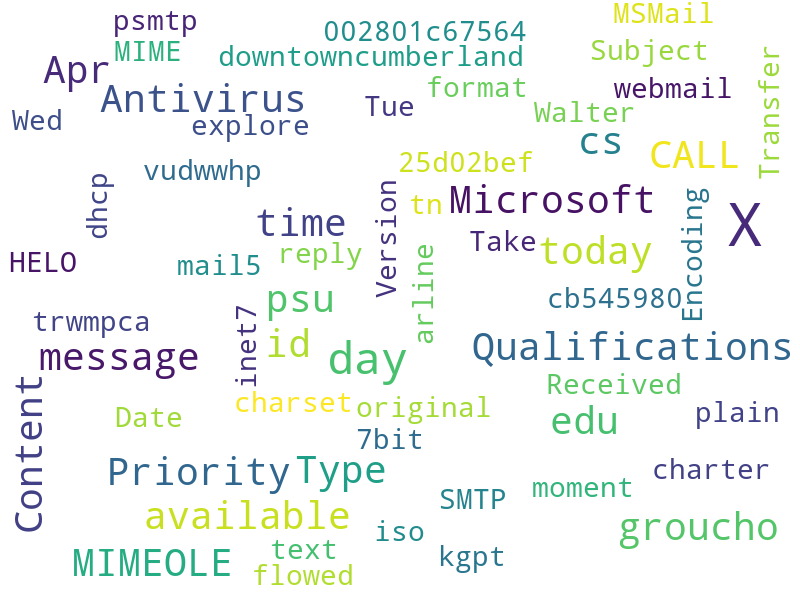 psmtp
002801c67564
MSMail
MIME
downtowncumberland
Subject
Apr
Transfer
Antivirus
format
webmail
Wed
explore
Tue
Walter
cs
CALL
vudwwhp
25d02bef
dhcp
Version
tn
Microsoft
X
time
Encoding
HELO
mail5
reply
arline
Take
today
psu
cb545980
trwmpca
inet7
message
id
day
Qualifications
Content
charset
original
Received
Date
7bit
edu
plain
Priority
Type
charter
available
SMTP
moment
groucho
iso
MIMEOLE
text
flowed
kgpt